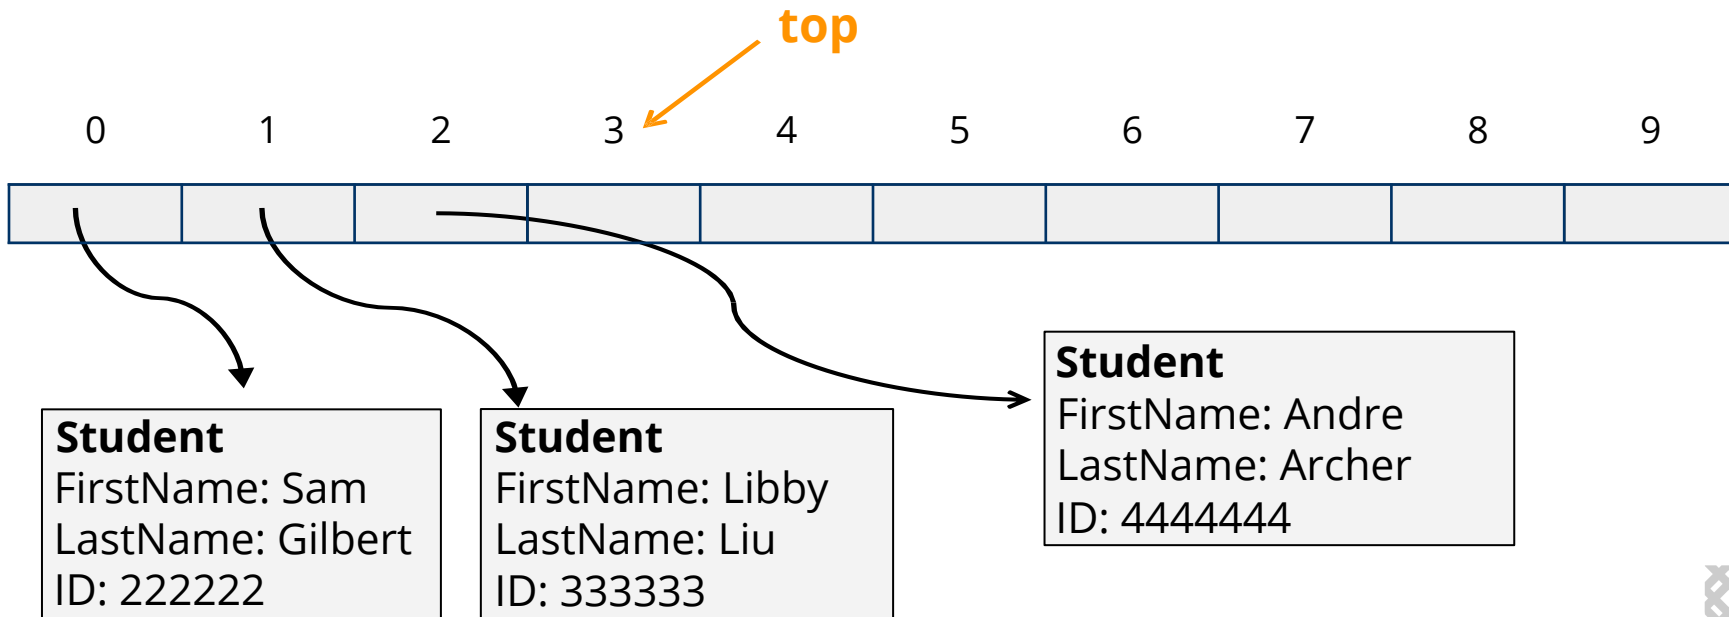 top
0 1 2 3 4 5 6 7 8 9
Student
FirstName: Sam
LastName: Gilbert
ID: 222222
Student
FirstName: Libby
LastName: Liu
ID: 333333
Student
FirstName: Andre
LastName: Archer
ID: 4444444